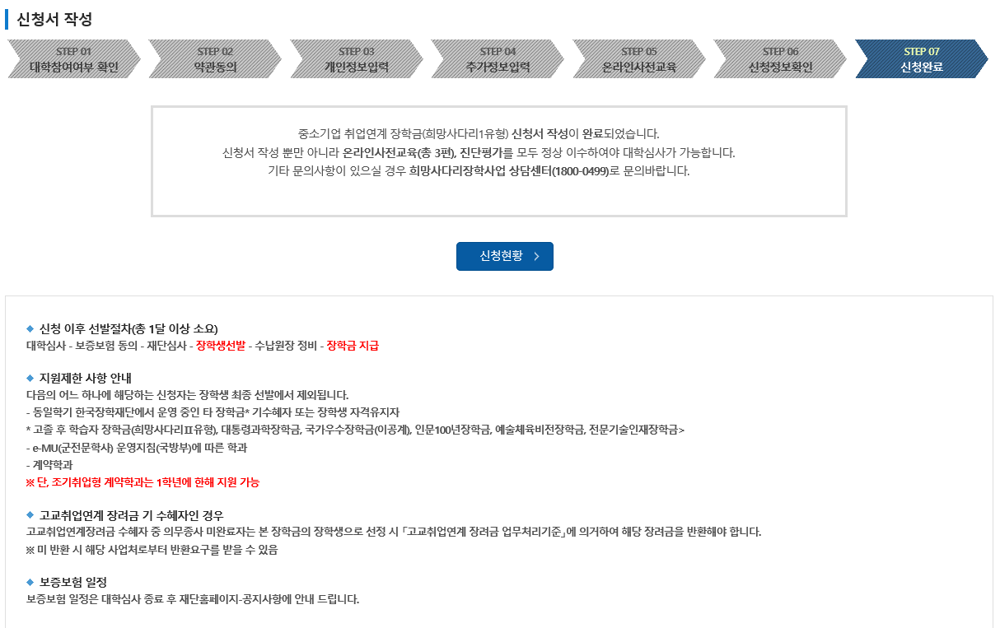 신청서 작성
STEP 01
대학참여여부 확인
STEP 02
약관동의
STEP 03
개인정보입력
STEP 04
추가정보입력
STEP 05
온라인사전교육
STEP 06
신청정보확인
STEP 07
신청완료
중소기업 취업연계 장학금(희망사다리1유형) 신청서 작성이 완료되었습니다.
신청서 작성 뿐만 아니라 온라인사전교육(총 3편), 진단평가를 모두 정상 이수하여야 대학심사가 가능합니다.
기타 문의사항이 있으실 경우 희망사다리장학사업 상담센터(1800-0499)로 문의바랍니다.
신청현황 >
◆ 신청 이후 선발절차(총 1달 이상 소요)
대학심사 - 보증보험 동의 - 재단심사 - 장학생선발 - 수납원장 정비 - 장학금 지급
◆ 지원제한 사항 안내
다음의 어느 하나에 해당하는 신청자는 장학생 최종 선발에서 제외됩니다.
- 동일학기 한국장학재단에서 운영 중인 타 장학금* 기수혜자 또는 장학생 자격유지자
* 고졸 후 학습자 장학금(희망사다리Ⅱ유형), 대통령과학장학금, 국가우수장학금(이공계), 인문100년장학금, 예술체육비전장학금, 전문기술인재장학금>
- e-MU(군전문학사) 운영지침(국방부)에 따른 학과
- 계약학과
※ 단, 조기취업형 계약학과는 1학년에 한해 지원 가능
◆ 고교취업연계 장려금 기 수혜자인 경우
고교취업연계장려금 수혜자 중 의무종사 미완료자는 본 장학금의 장학생으로 선정 시 「고교취업연계 장려금 업무처리기준」에 의거하여 해당 장려금을 반환해야 합니다.
※ 미 반환 시 해당 사업처로부터 반환요구를 받을 수 있음
◆ 보증보험 일정
보증보험 일정은 대학심사 종료 후 재단홈페이지-공지사항에 안내 드립니다.